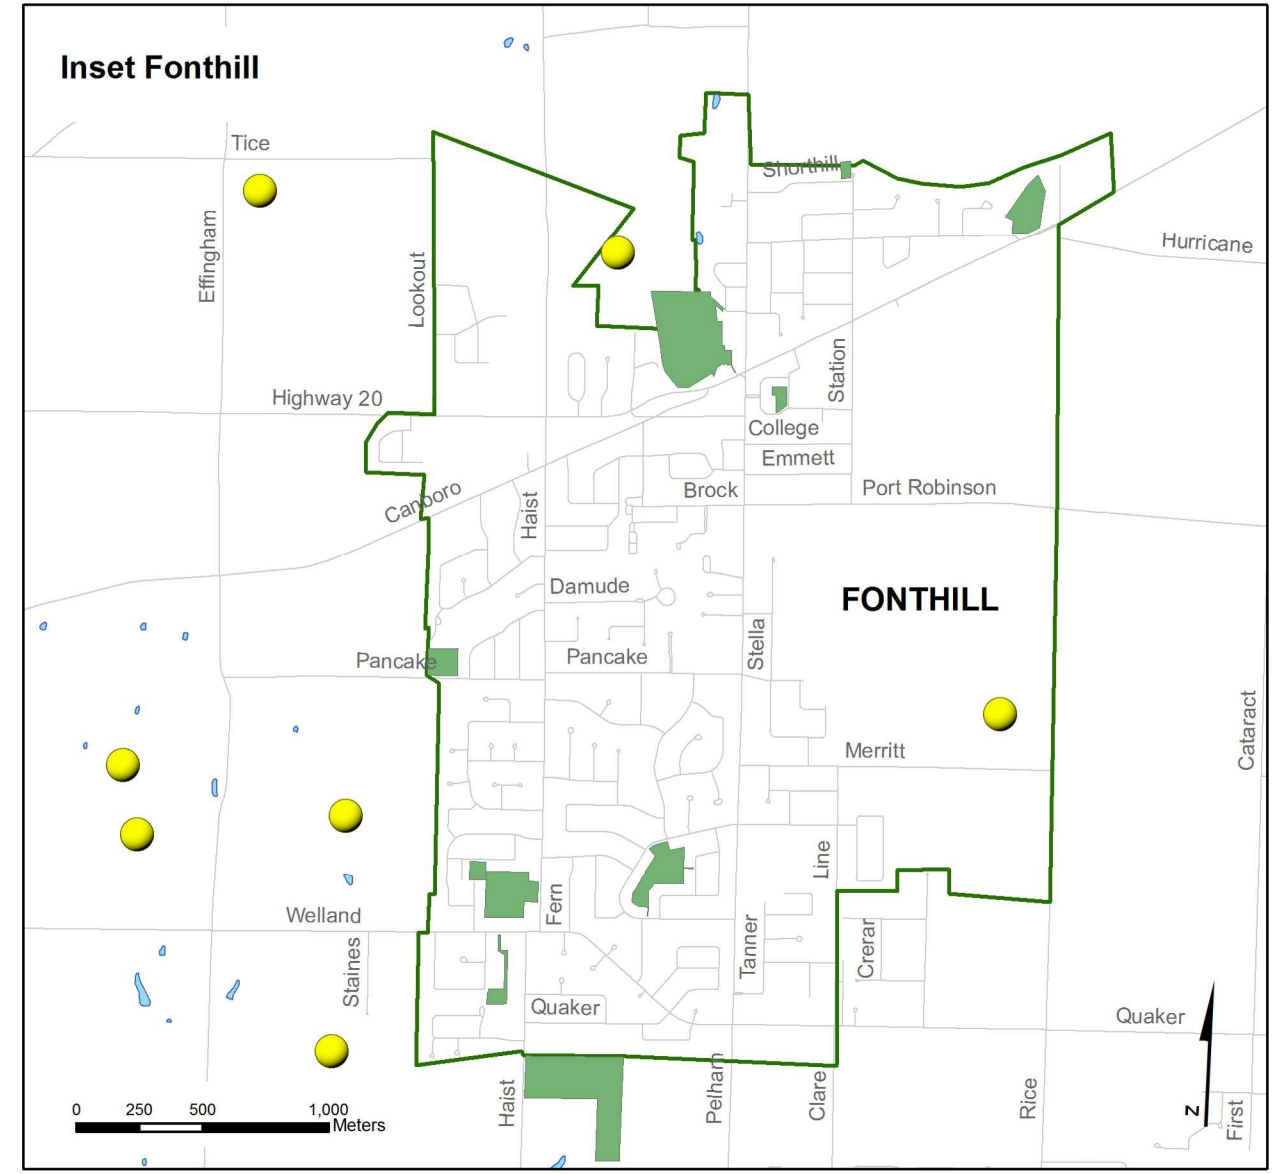 Inset Fonthill
Tice
Shorthill
Effingham
Lookout
Hurricane
Station
Highway 20
College
Emmett
Canboro
Haist
Brock
Port Robinson
Damude
FONTHILL
Stella
Pancake
Pancake
Cataract
Merritt
Line
Fern
Welland
Tanner
Crerar
Staines
Quaker
Quaker
Haist
Pelham
Clare
Rice
First
N
0 250 500 1,000
Meters